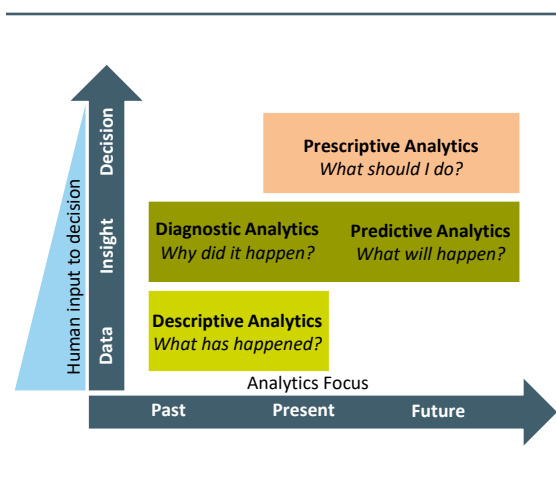 Prescriptive Analytics
What should I do?
Diagnostic Analytics
Why did it happen?
Predictive Analytics
What will happen?
Descriptive Analytics
What has happened?
Human input to decision
Decision
Insight
Data
Analytics Focus
Past Present Future